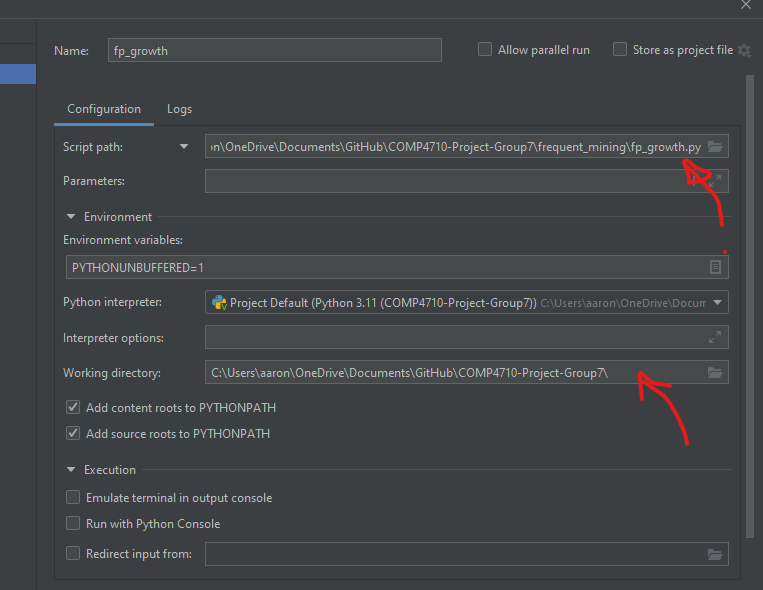 Name: fp_growth Allow parallel run Store as project file
Configuration Logs
Script path: on\OneDrive\Documents\GitHub\COMP4710-Project-Group7\frequent_mining\fp_growth.py
Parameters:
Environment
Environment variables:
PYTHONUNBUFFERED=1
Python interpreter: Project Default (Python 3.11 (COMP4710-Project-Group7)) C:\Users\aaron\OneDrive\Docum
Interpreter options:
Working directory: C:\Users\aaron\OneDrive\Documents\GitHub\COMP4710-Project-Group7\
Add content roots to PYTHONPATH
Add source roots to PYTHONPATH
Execution
Emulate terminal in output console
Run with Python Console
Redirect input from: